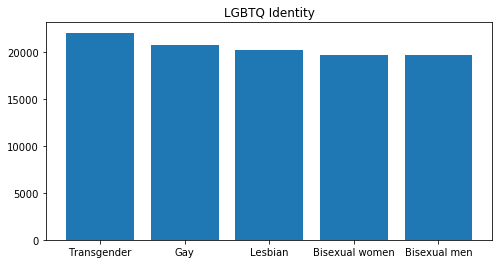 LGBTQ Identity
20000
15000
10000
5000
0
Transgender Gay Lesbian Bisexual women Bisexual men